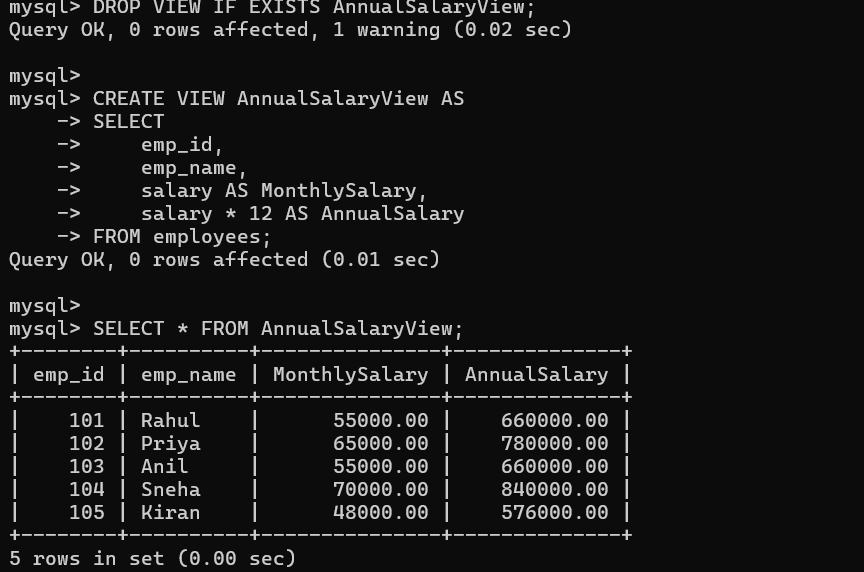 mysql> DROP VIEW IF EXISTS AnnualSalaryView;
Query OK, 0 rows affected, 1 warning (0.02 sec)

mysql>
mysql> CREATE VIEW AnnualSalaryView AS
    -> SELECT
    ->     emp_id,
    ->     emp_name,
    ->     salary AS MonthlySalary,
    ->     salary * 12 AS AnnualSalary
    -> FROM employees;
Query OK, 0 rows affected (0.01 sec)

mysql>
mysql> SELECT * FROM AnnualSalaryView;
+--------+----------+---------------+--------------+
| emp_id | emp_name | MonthlySalary | AnnualSalary |
+--------+----------+---------------+--------------+
|    101 | Rahul    |      55000.00 |    660000.00 |
|    102 | Priya    |      65000.00 |    780000.00 |
|    103 | Anil     |      55000.00 |    660000.00 |
|    104 | Sneha    |      70000.00 |    840000.00 |
|    105 | Kiran    |      48000.00 |    576000.00 |
+--------+----------+---------------+--------------+
5 rows in set (0.00 sec)